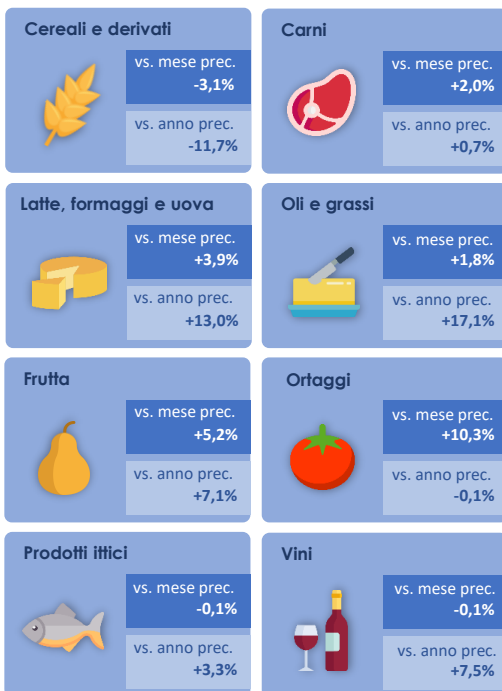 Cereali e derivati
vs. mese prec.
-3,1%
vs. anno prec.
-11,7%
Carni
vs. mese prec.
+2,0%
vs. anno prec.
+0,7%
Latte, formaggi e uova
vs. mese prec.
+3,9%
vs. anno prec.
+13,0%
Oli e grassi
vs. mese prec.
+1,8%
vs. anno prec.
+17,1%
Frutta
vs. mese prec.
+5,2%
vs. anno prec.
+7,1%
Ortaggi
vs. mese prec.
+10,3%
vs. anno prec.
-0,1%
Prodotti ittici
vs. mese prec.
-0,1%
vs. anno prec.
+3,3%
Vini
vs. mese prec.
-0,1%
vs. anno prec.
+7,5%